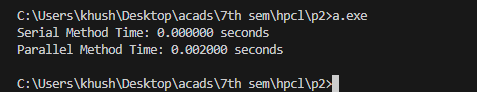 C:\Users\khush\Desktop\acads\7th sem\hpcl\p2>a.exe
Serial Method Time: 0.000000 seconds
Parallel Method Time: 0.002000 seconds
C:\Users\khush\Desktop\acads\7th sem\hpcl\p2>